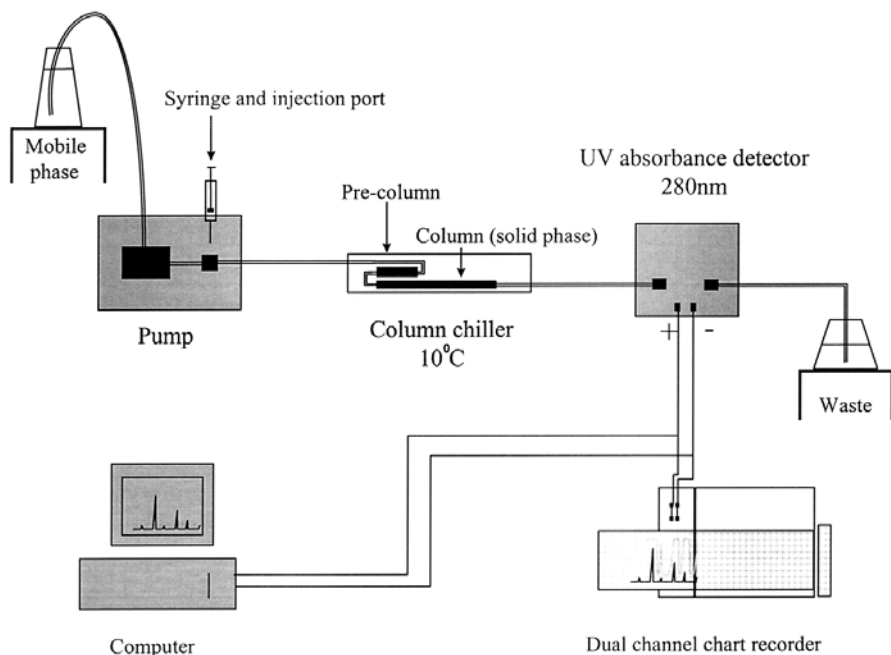 Syringe and injection port
Mobile
phase
UV absorbance detector
280nm
Pre-column
Column (solid phase)
Pump
Column chiller
10⁰C
+ -
Waste
Computer
Dual channel chart recorder